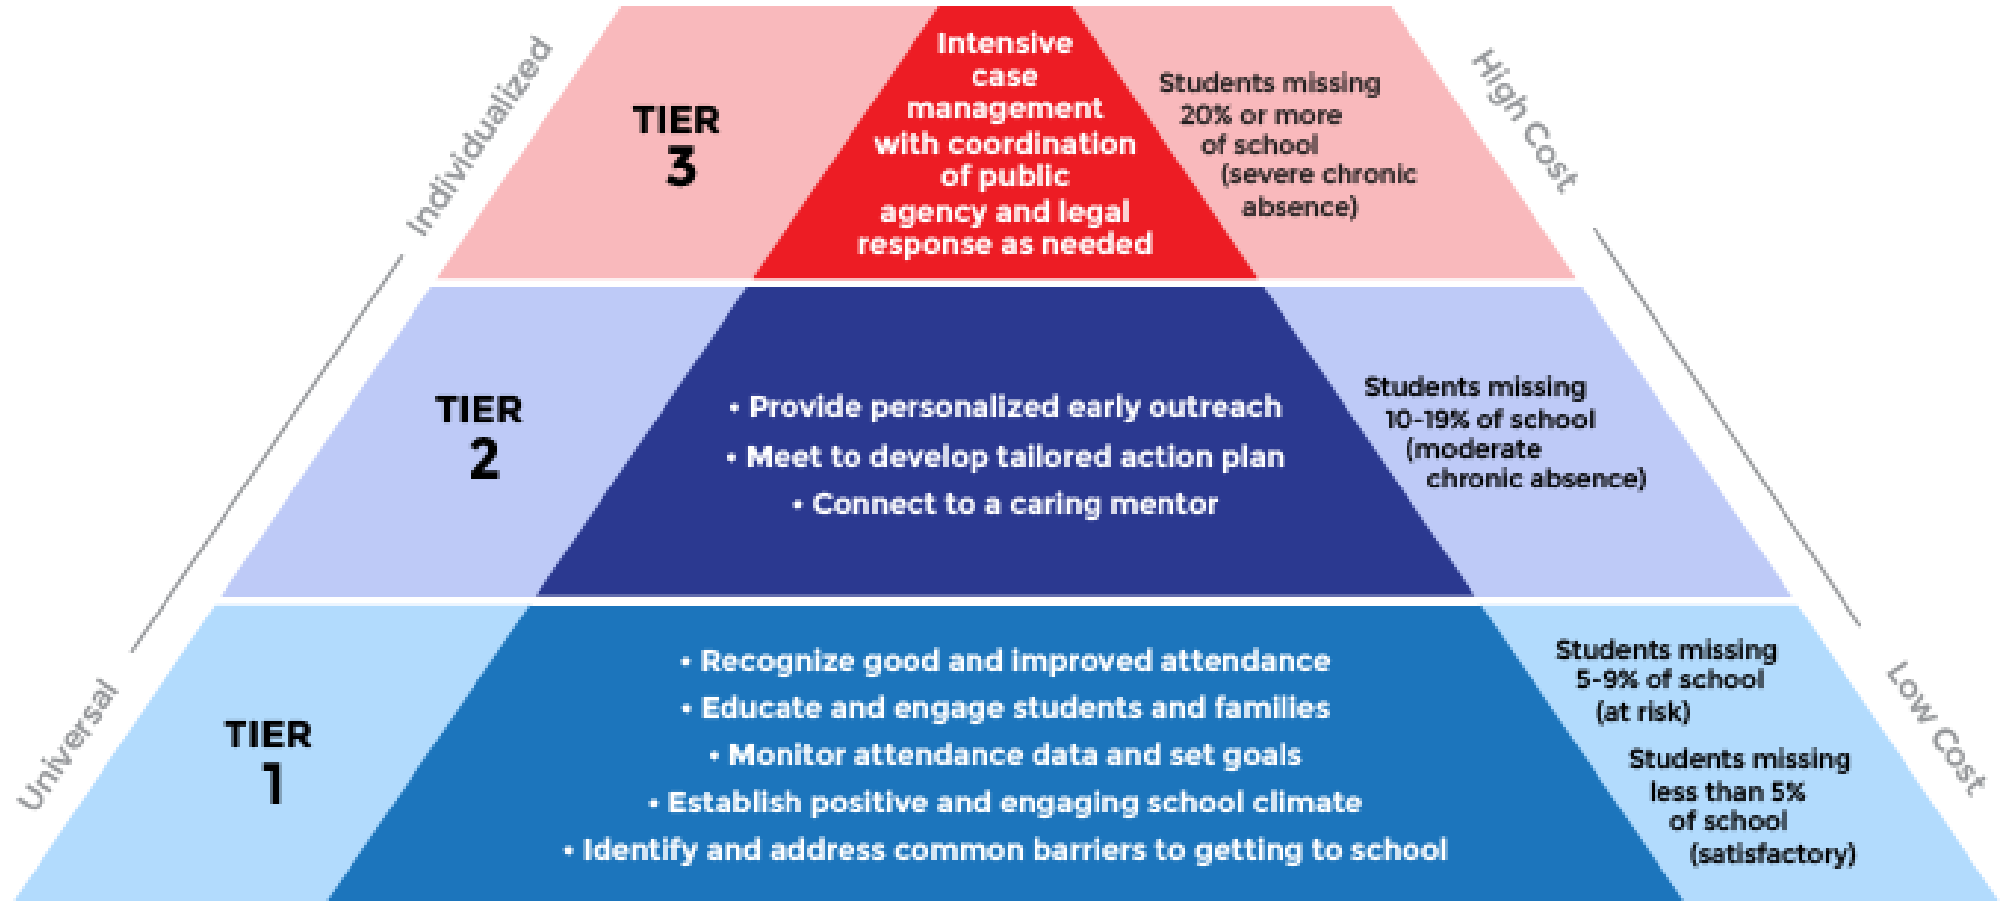 Individualized
Universal
TIER
3
Intensive
case
management
with coordination
of public
agency and legal
response as needed
Students missing
20% or more
of school
(severe chronic
absence)
High Cost
TIER
2
• Provide personalized early outreach
• Meet to develop tailored action plan
• Connect to a caring mentor
Students missing
10-19% of school
(moderate
chronic absence)
TIER
1
• Recognize good and improved attendance
• Educate and engage students and families
• Monitor attendance data and set goals
• Establish positive and engaging school climate
• Identify and address common barriers to getting to school
Students missing
5-9% of school
(at risk)
Students missing
less than 5%
of school
(satisfactory)
Low Cost